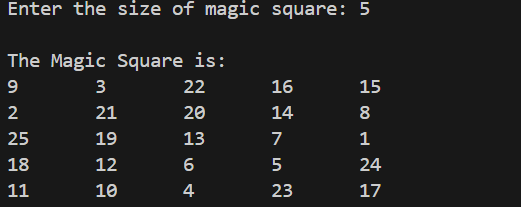 Enter the size of magic square: 5
The Magic Square is:
9 3 22 16 15
2 21 20 14 8
25 19 13 7 1
18 12 6 5 24
11 10 4 23 17